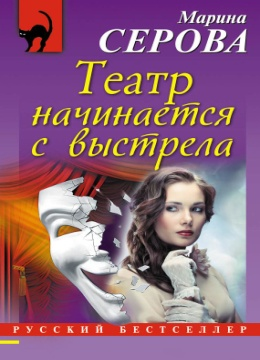 Марина
СЕРОВА
Театр
начинается
с выстрела
РУССКИЙ БЕСТСЕЛЛЕР